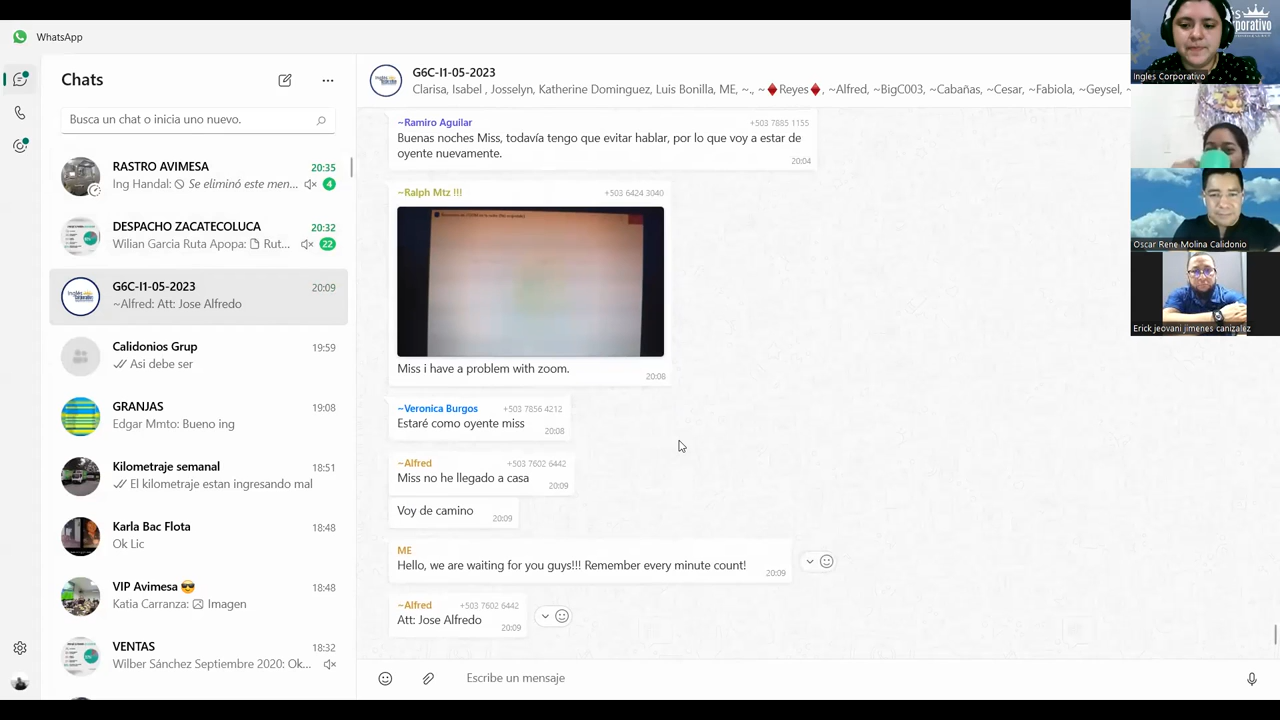 WhatsApp
Chats
Busca un chat o inicia uno nuevo.
RASTRO AVIMESA
20:35
Ing Handal: Se eliminó este men...
4
DESPACHO ZACATECOLUCA
20:32
Wilian Garcia Ruta Apopa: Rut...
22
G6C-I1-05-2023
20:09
~Alfred: Att: Jose Alfredo
Calidonios Grup
19:59
Asi debe ser
GRANJAS
19:08
Edgar Mmto: Bueno ing
Kilometraje semanal
18:51
El kilometraje estan ingresando mal
Karla Bac Flota
18:48
Ok Lic
VIP Avimesa 😎
18:48
Katia Carranza: Imagen
VENTAS
18:32
Wilber Sánchez Septiembre 2020: Ok...
G6C-I1-05-2023
Clarisa, Isabel , Josselyn, Katherine Dominguez, Luis Bonilla, ME, ~., ~♦Reyes♦, ~Alfred, ~BigC003, ~Cabañas, ~Cesar, ~Fabiola, ~Geysel, ~
~Ramiro Aguilar
+503 7885 1155
Buenas noches Miss, todavía tengo que evitar hablar, por lo que voy a estar de
oyente nuevamente.
20:04
~Ralph Mtz !!!
+503 6424 3040
Miss i have a problem with zoom.
20:08
~Veronica Burgos
+503 7856 4212
Estaré como oyente miss
20:08
~Alfred
+503 7602 6442
Miss no he llegado a casa
20:09
Voy de camino
20:09
ME
Hello, we are waiting for you guys!!! Remember every minute count!
20:09
~Alfred
+503 7602 6442
Att: Jose Alfredo
20:09
Escribe un mensaje
Ingles Corporativo
Oscar Rene Molina Calidonio
Erick jeovani jimenes canizalez